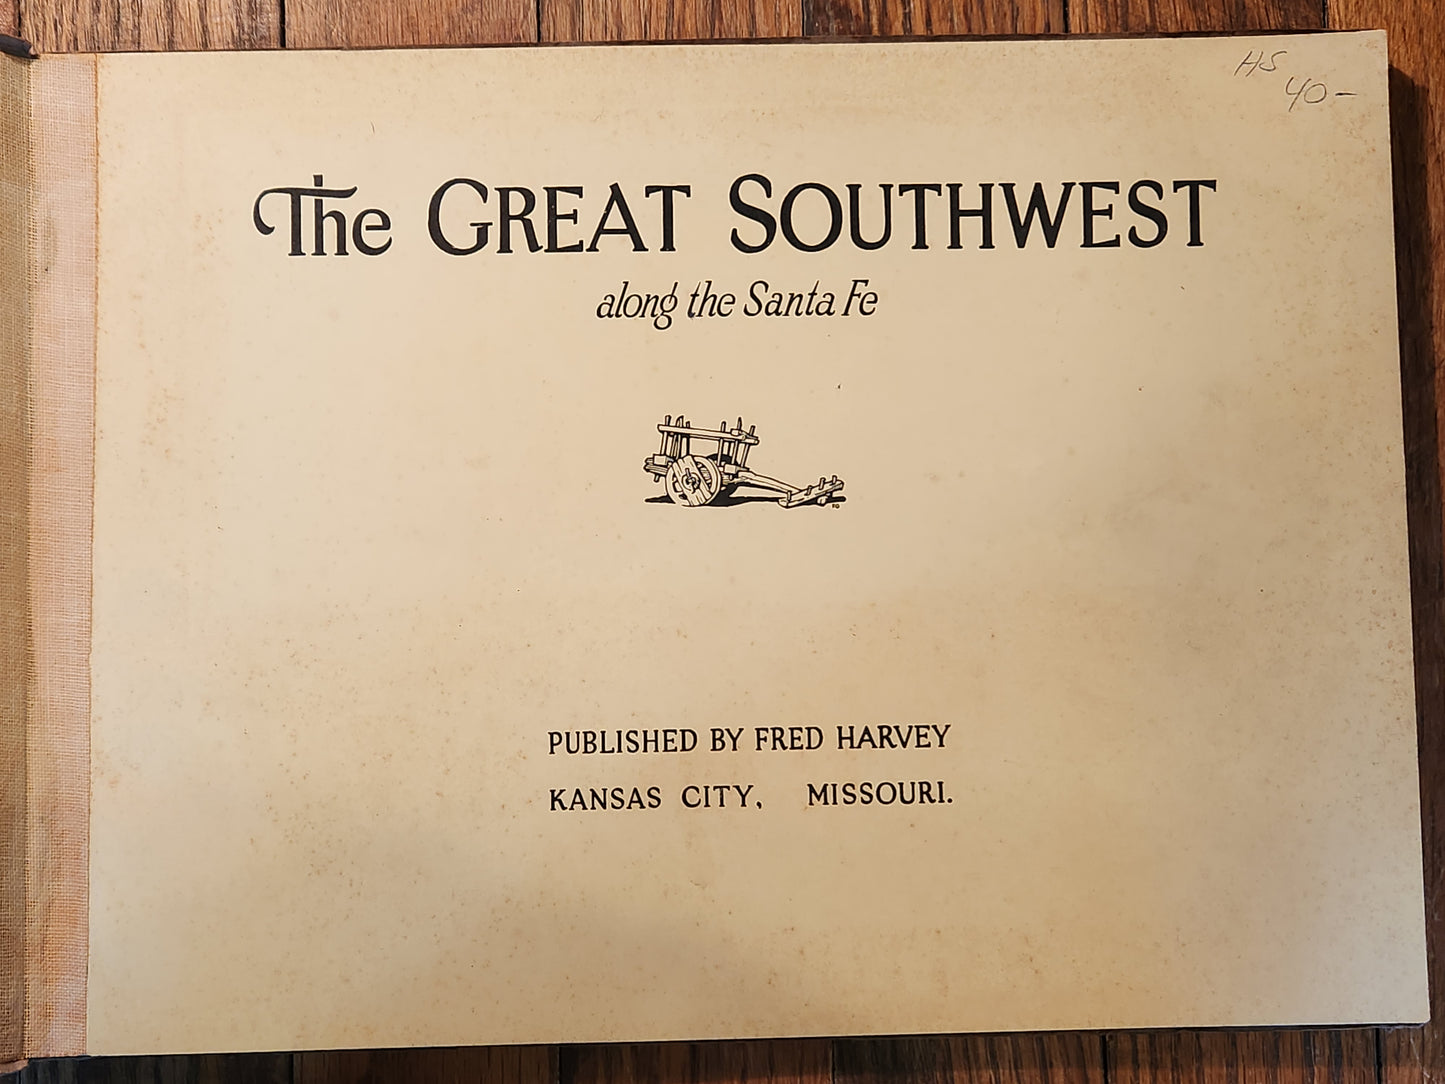 HS
40-
The GREAT SOUTHWEST
along the Santa Fe
PUBLISHED BY FRED HARVEY
KANSAS CITY, MISSOURI.